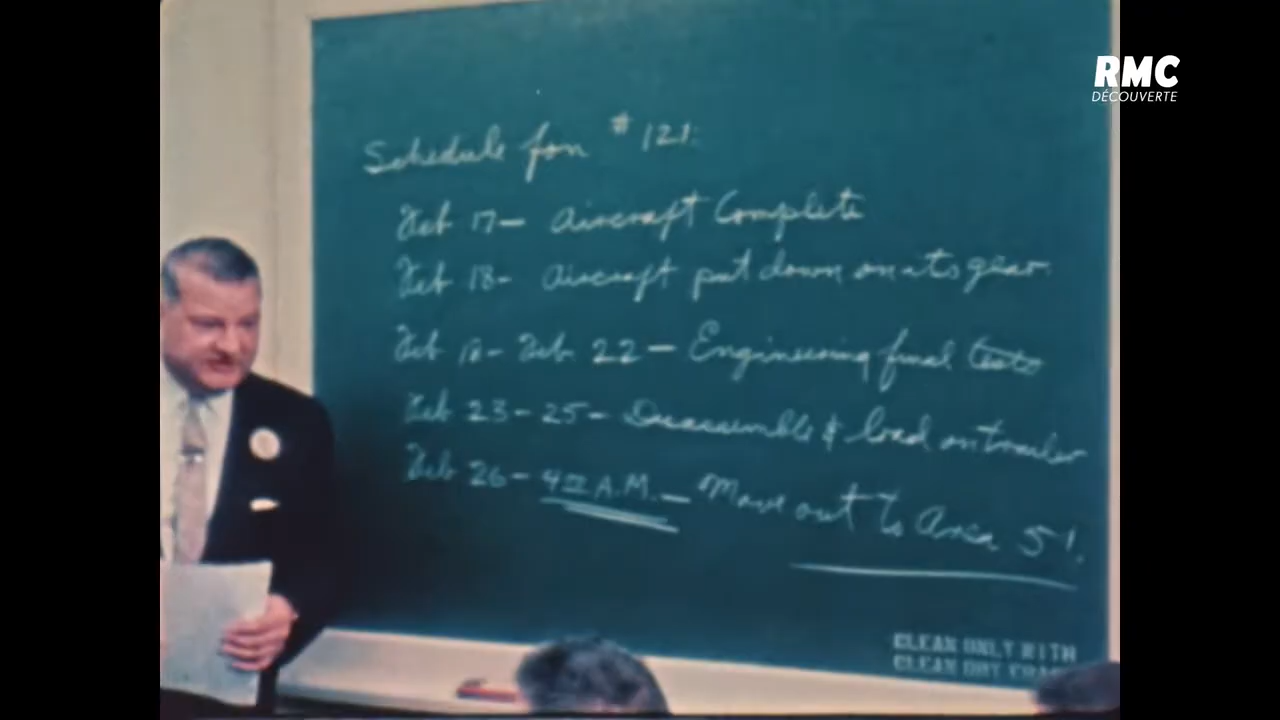 RMC
DÉCOUVERTE
Schedule for #121:
Feb 17- Aircraft Complete
Feb 18- Aircraft put down on its gear.
Feb 18- Feb. 22 - Engineering final tests
Feb 23-25- Disassemble & load on trailer
Feb 26- 4 00 A.M. - Move out to Area 51.
CLEAN ONLY WITH
CLEAN DRY